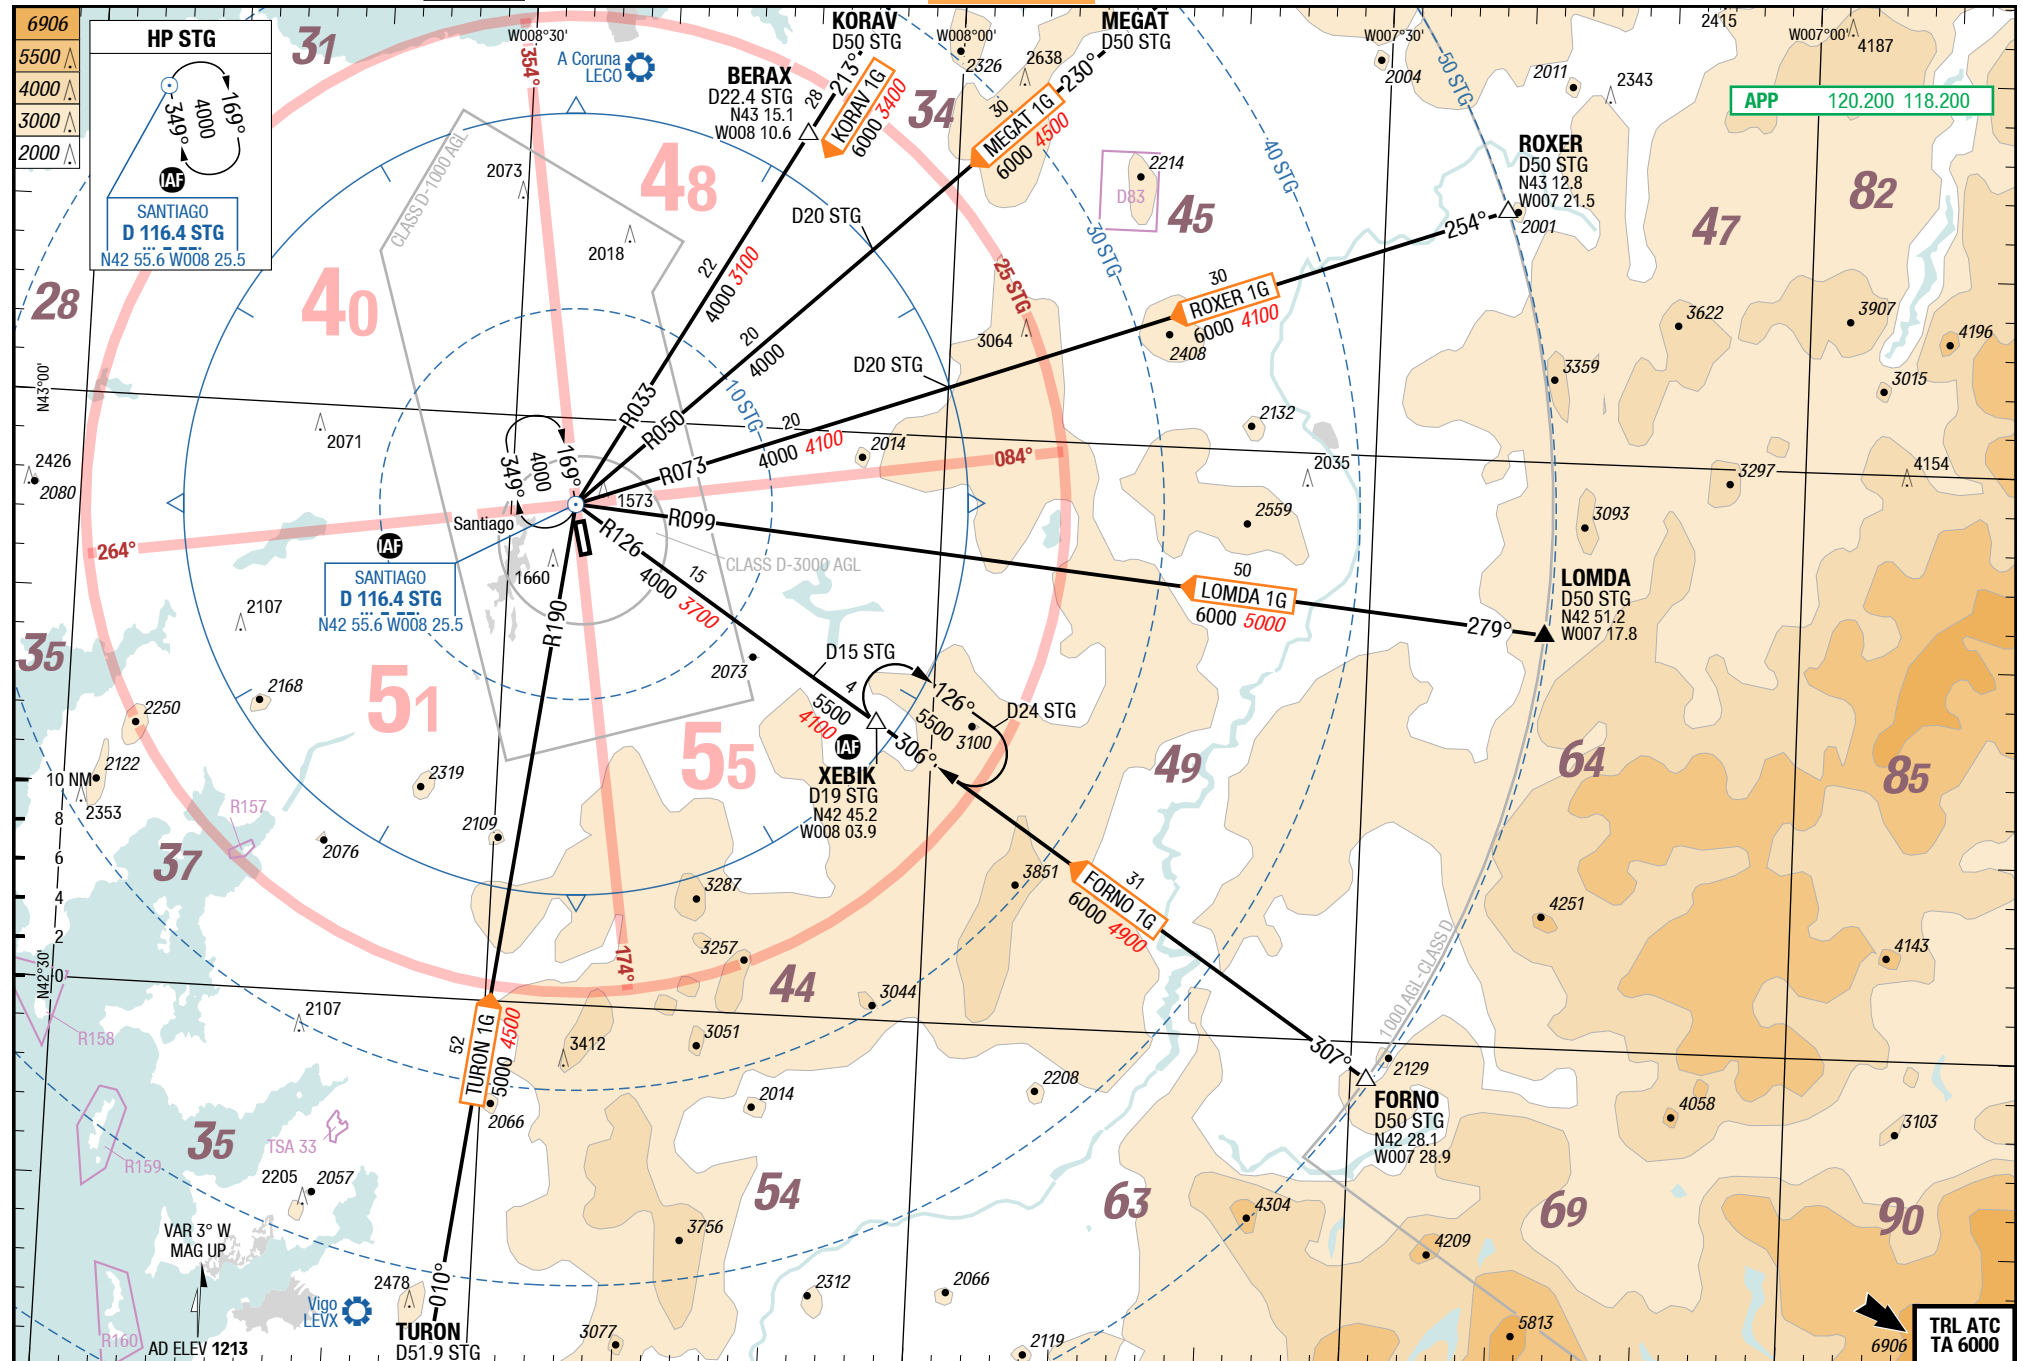 6906
5500
4000
3000
2000
HP STG
169°
4000
349°
IAF
SANTIAGO
D 116.4 STG
N42 55.6 W008 25.5
31
W008°30'
354°
A Coruna
LECO
KORAV
D50 STG
213°
28
KORAV 1G
6000 3400
BERAX
D22.4 STG
N43 15.1
W008 10.6
W008°00'
2326
2638
MEGAT
D50 STG
230°
30
MEGAT 1G
6000 4500
34
W007°30'
2004
50 STG
2011
2343
2415
W007°00'
4187
APP 120.200 118.200
ROXER
D50 STG
N43 12.8
W007 21.5
2001
254°
40 STG
2214
D83
45
47
82
CLASS D-1000 AGL
2073
48
2018
D20 STG
30 STG
25 STG
28
40
22
4000 3100
20
4000
30
ROXER 1G
6000 4100
2408
3064
D20 STG
3622
3907
4196
3359
3015
N43°00'
10 STG
R033
R050
20
4000 4100
R073
2014
2132
084°
2071
2426
2080
169°
4000
349°
1573
2035
3297
4154
Santiago
R099
2559
3093
264°
IAF
SANTIAGO
D 116.4 STG
N42 55.6 W008 25.5
1660
R126
15
4000 3700
CLASS D-3000 AGL
50
LOMDA 1G
6000 5000
279°
LOMDA
D50 STG
N42 51.2
W007 17.8
2107
R190
35
2073
D15 STG
4
5500
4100
126°
5500
3100
D24 STG
306°
IAF
XEBIK
D19 STG
N42 45.2
W008 03.9
2168
2250
51
55
49
64
85
2122
10 NM
2353
8
6
4
2
0
2319
2109
R157
2076
37
3287
3851
31
FORNO 1G
6000 4900
4251
3257
174°
44
4143
N42°30'
3044
3051
R158
2107
52
TURON 1G
5000 4500
3412
2066
2014
2208
1000 AGL-CLASS D
307°
2129
FORNO
D50 STG
N42 28.1
W007 28.9
4058
3103
TSA 33
R159
35
2205
2057
54
63
69
90
4304
4209
3756
VAR 3° W
MAG UP
2478
010°
2312
2066
Vigo
LEVX
R160
AD ELEV 1213
TURON
D51.9 STG
3077
2119
5813
6906
TRL ATC
TA 6000